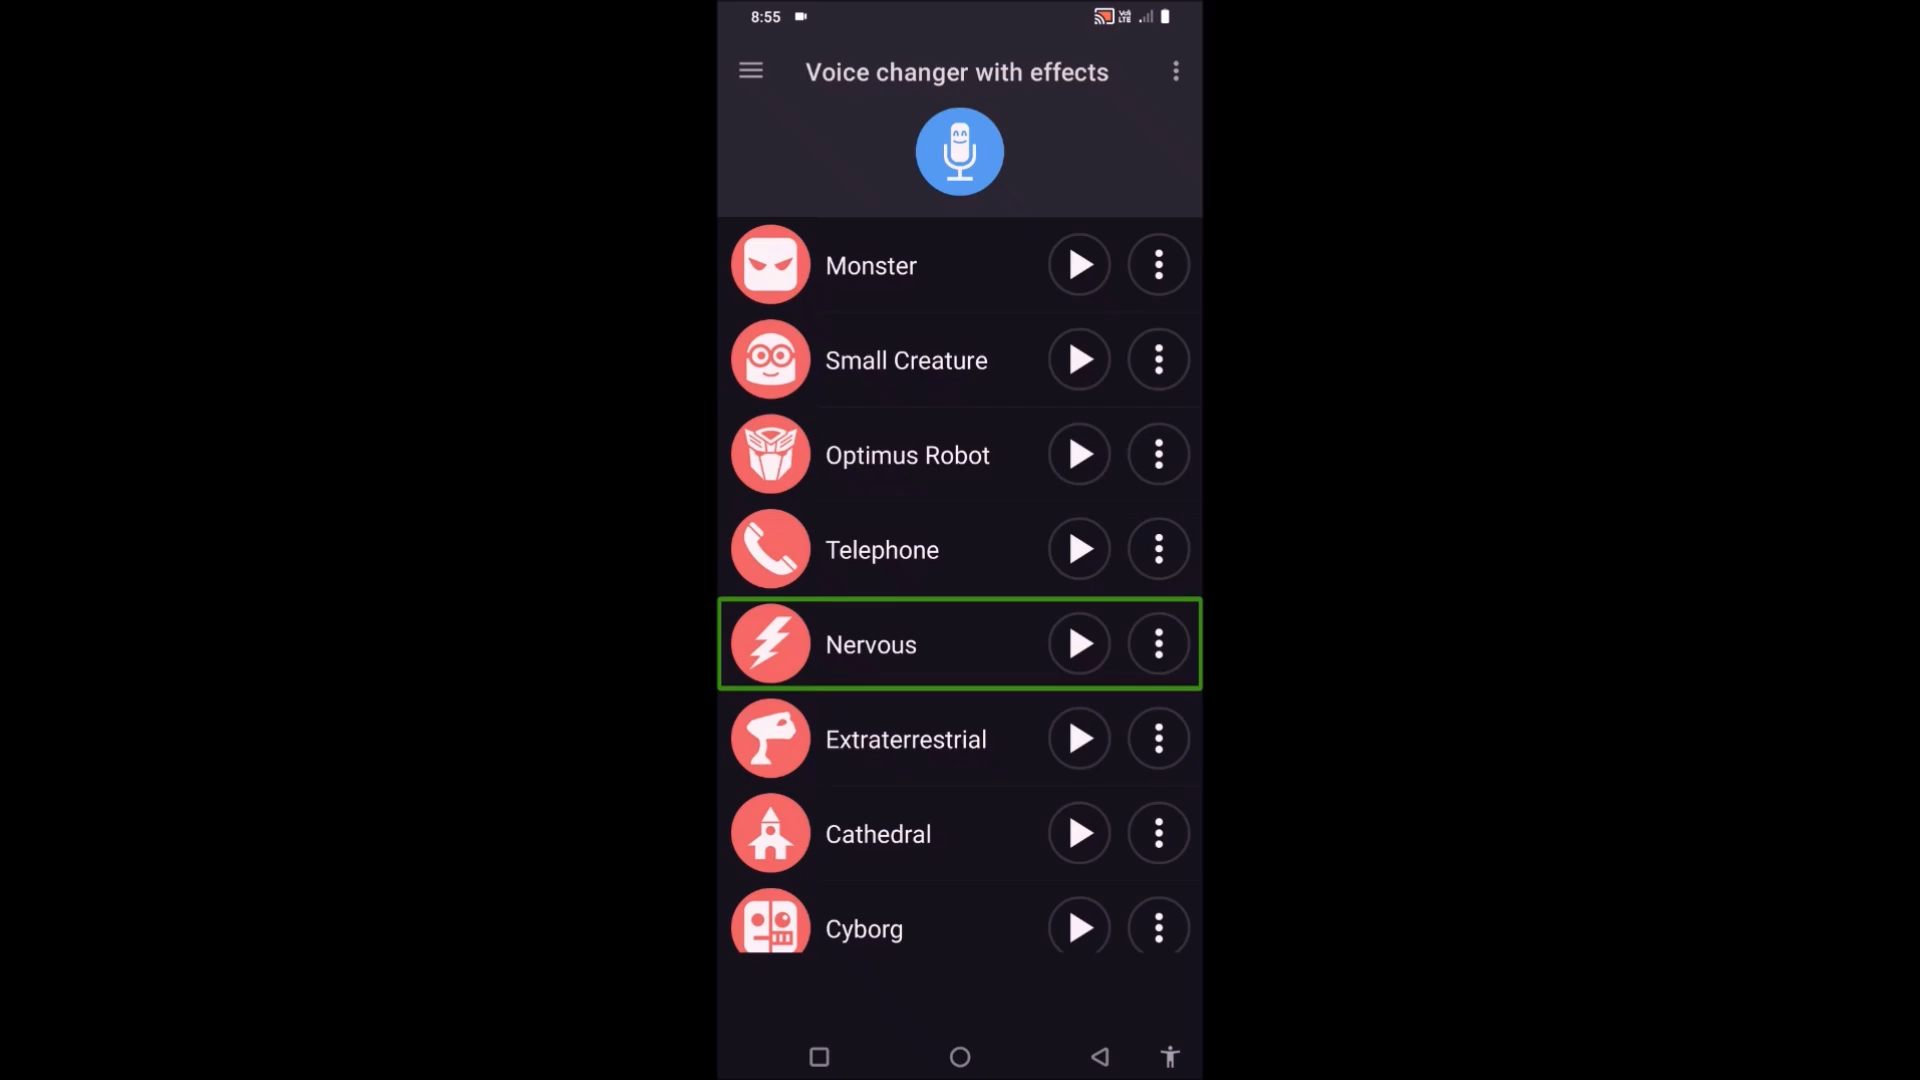 8:55
Voice changer with effects
Monster
Small Creature
Optimus Robot
Telephone
Nervous
Extraterrestrial
Cathedral
Cyborg